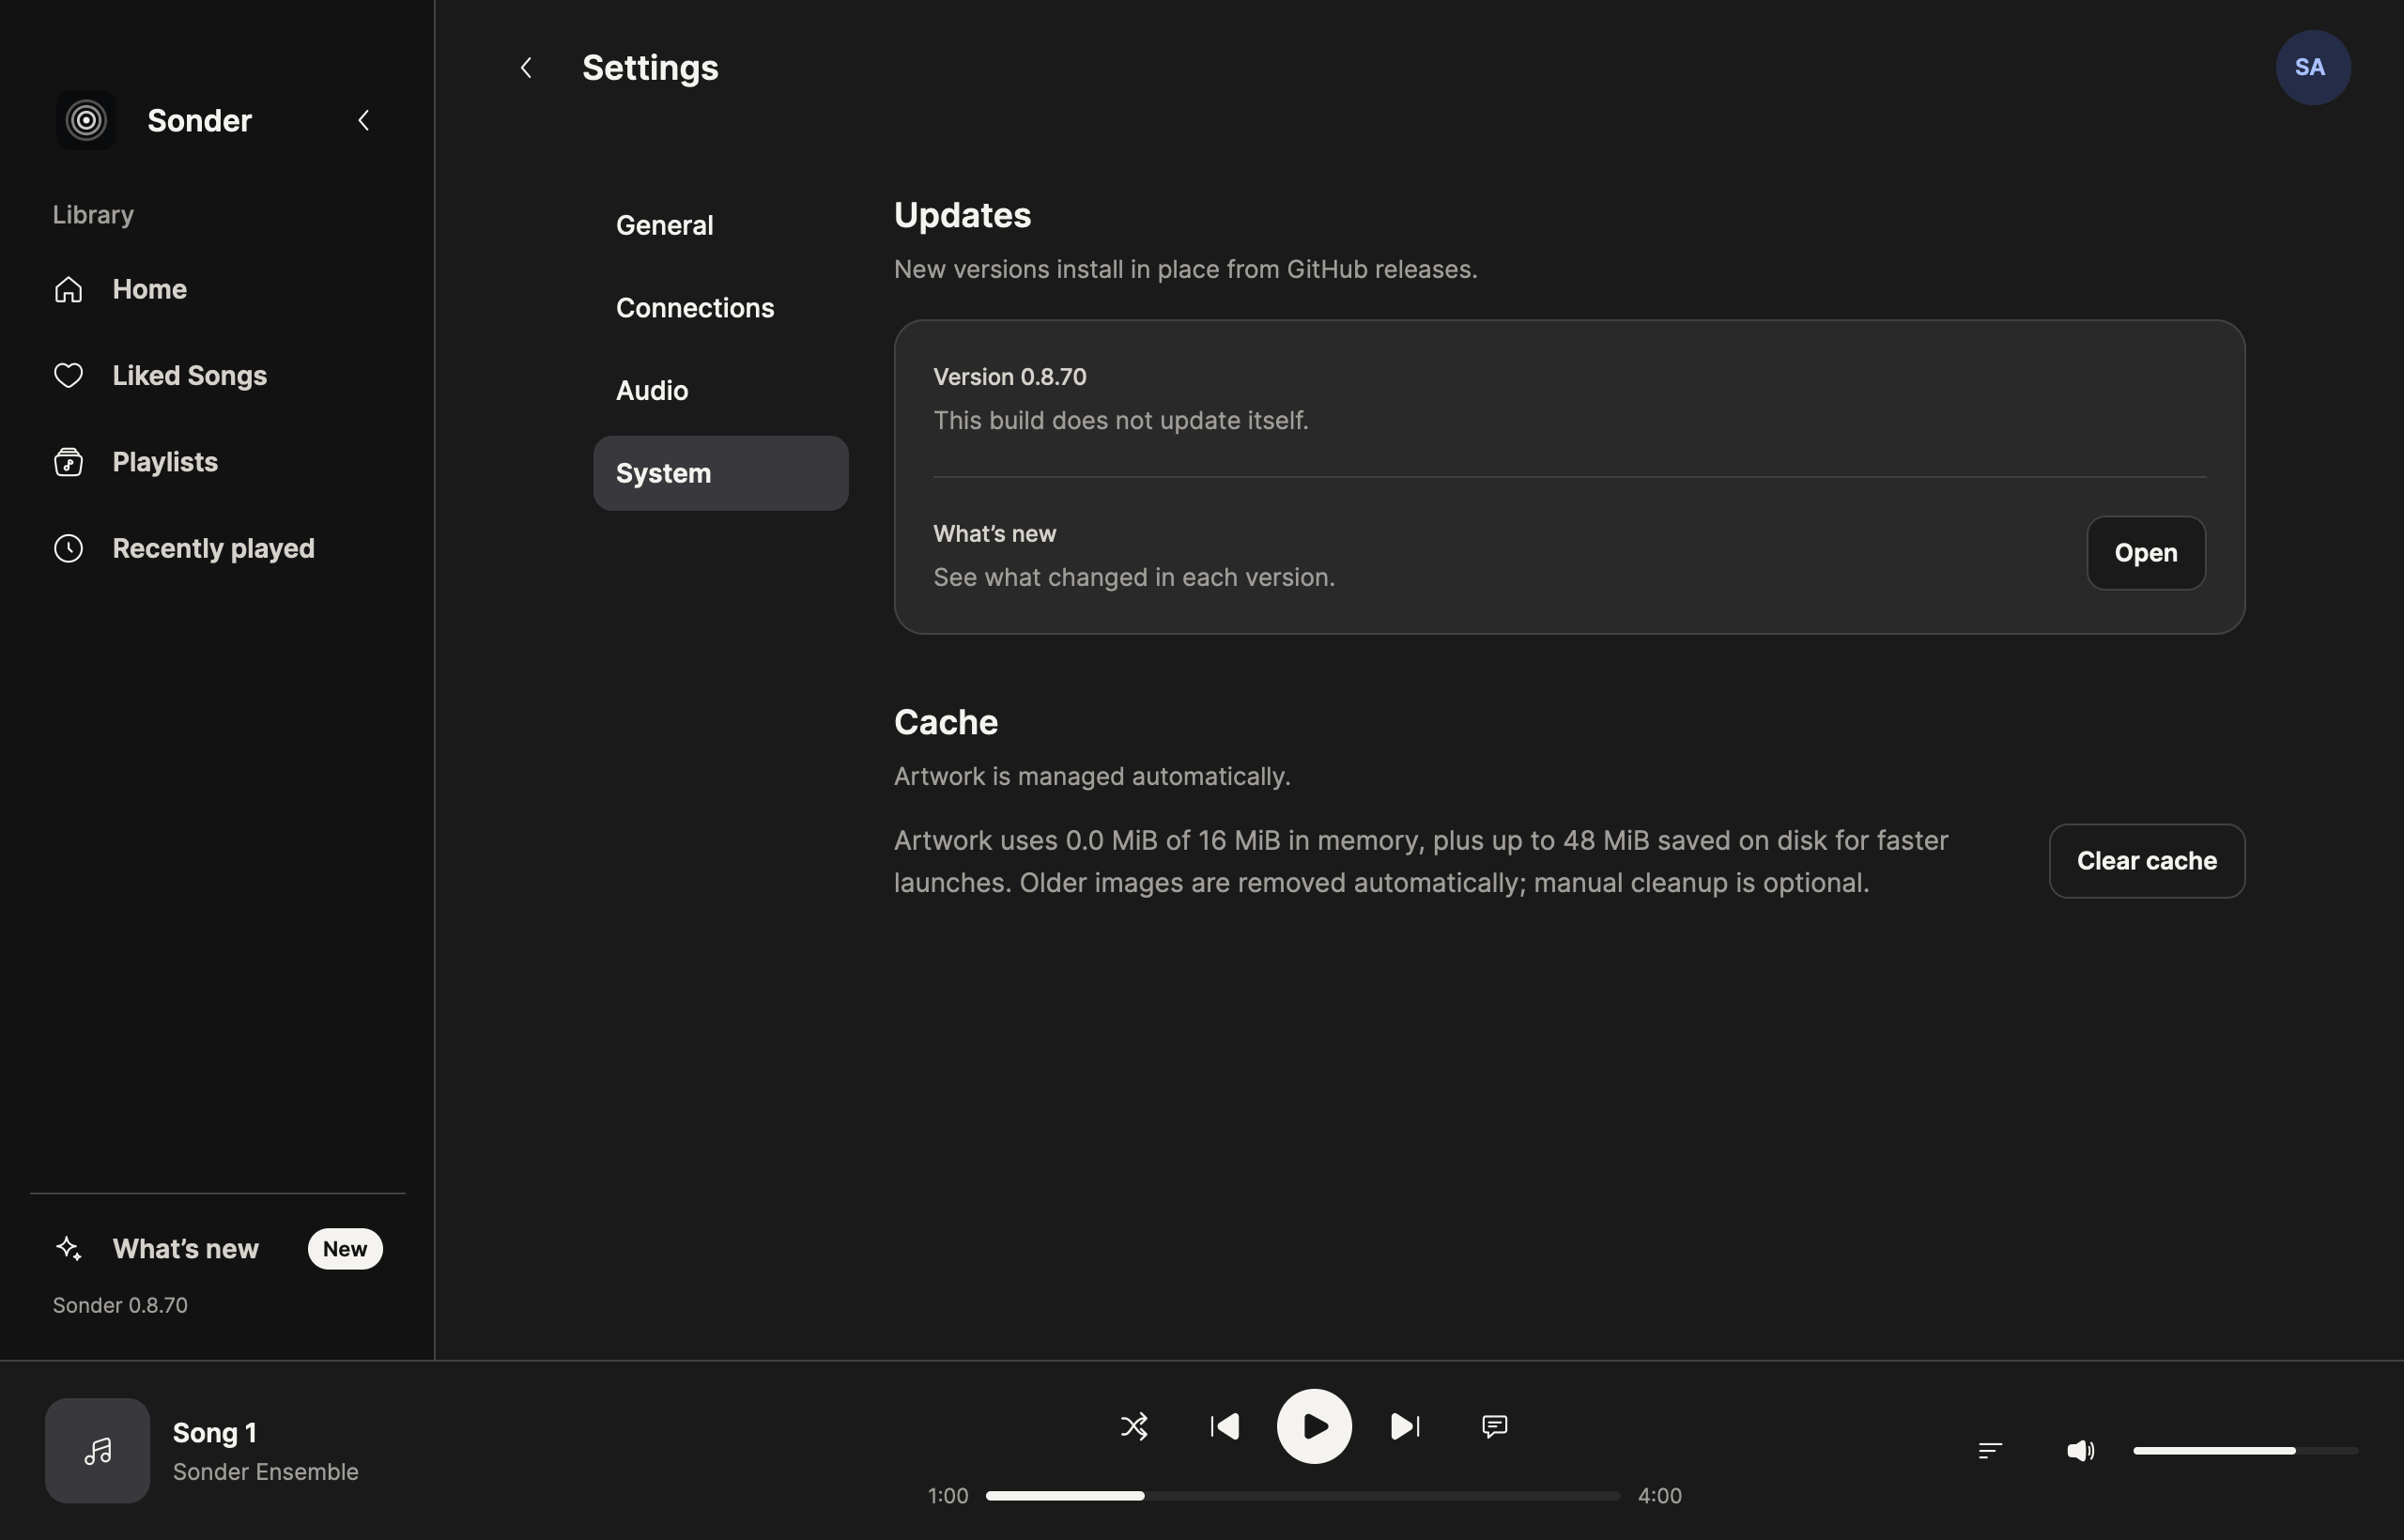 Settings
SA
Sonder
Library
Home
Liked Songs
Playlists
Recently played
What’s new
New
Sonder 0.8.70
General
Connections
Audio
System
Updates
New versions install in place from GitHub releases.
Version 0.8.70
This build does not update itself.
What’s new
See what changed in each version.
Open
Cache
Artwork is managed automatically.
Artwork uses 0.0 MiB of 16 MiB in memory, plus up to 48 MiB saved on disk for faster
launches. Older images are removed automatically; manual cleanup is optional.
Clear cache
Song 1
Sonder Ensemble
1:00
4:00